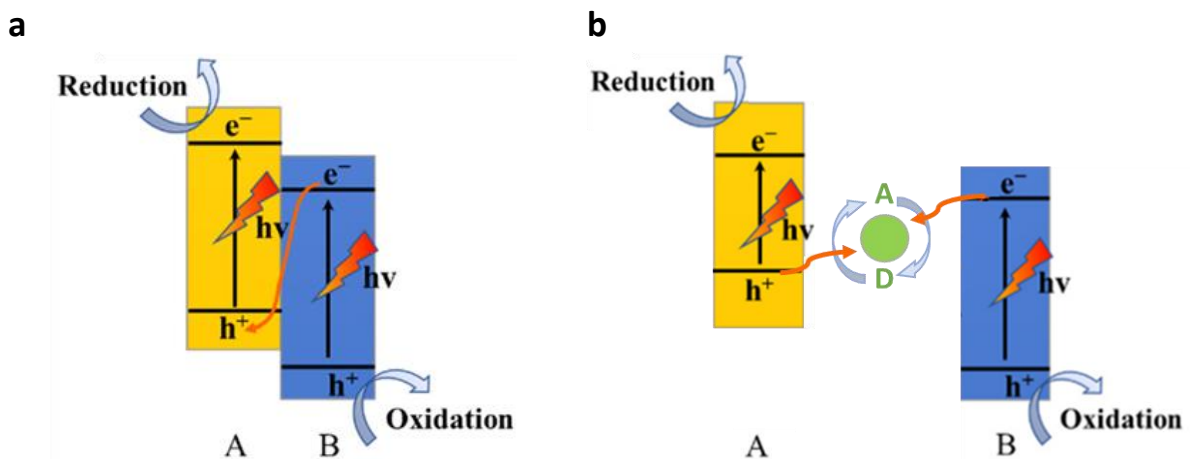 a
Reduction
e⁻
e⁻
hv
hv
h⁺
h⁺
Oxidation
A B
b
Reduction
e⁻
A
e⁻
hv
D
hv
h⁺
h⁺
Oxidation
A B